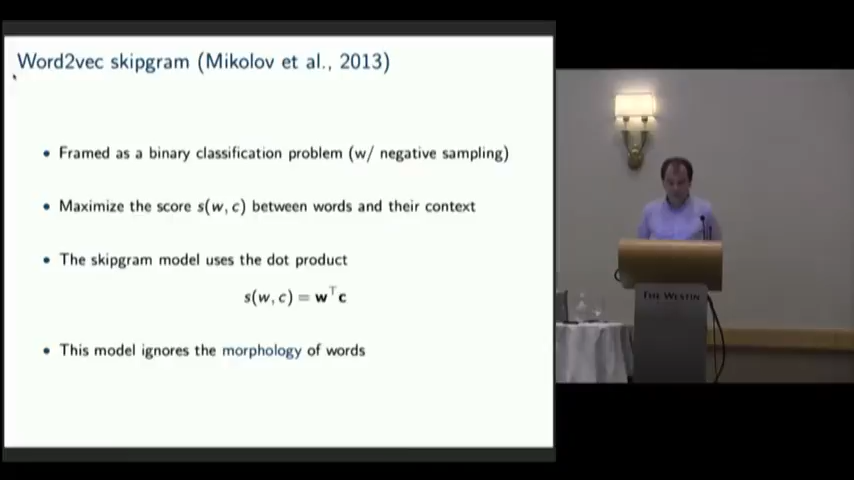 Word2vec skipgram (Mikolov et al., 2013)
• Framed as a binary classification problem (w/ negative sampling)
• Maximize the score s(w, c) between words and their context
• The skipgram model uses the dot product
s(w, c) = w⊤c
• This model ignores the morphology of words
THE WESTIN